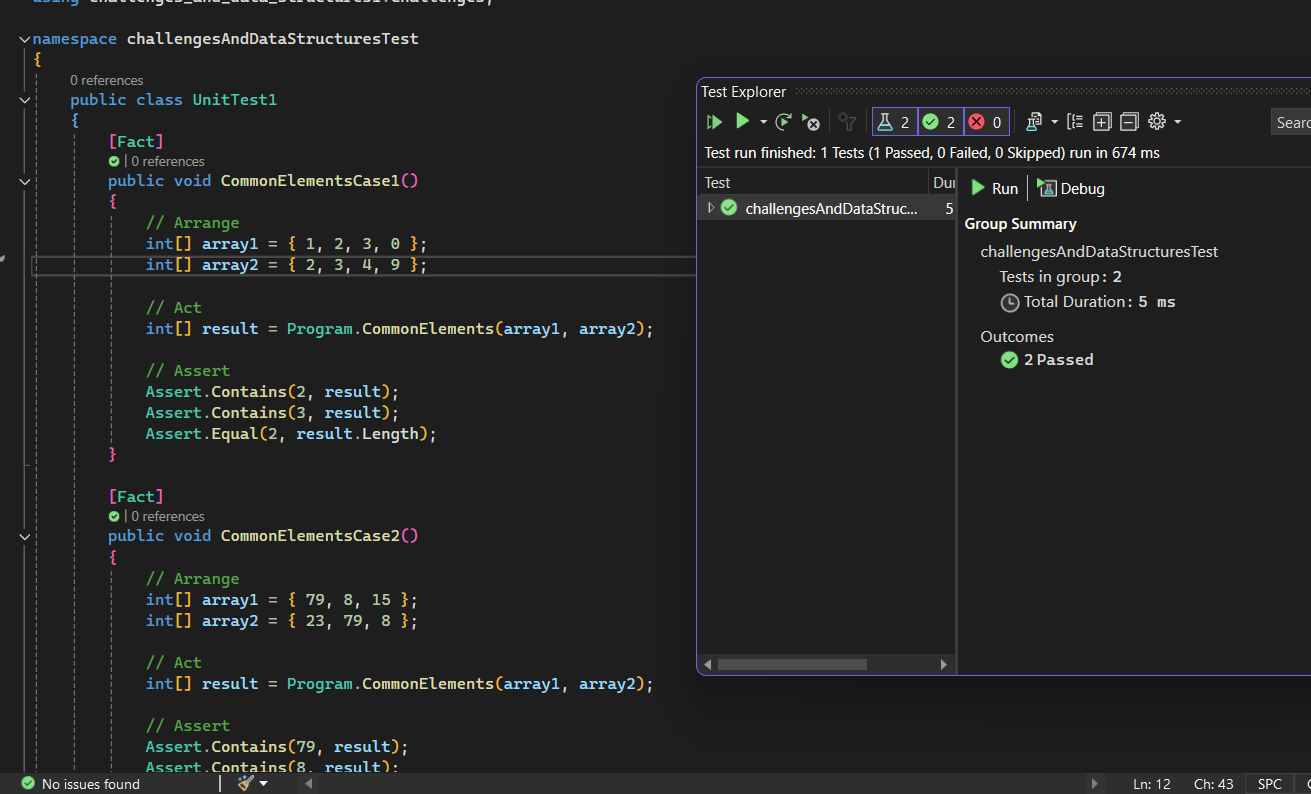 using challenges_and_data_structures1.Challenges;
namespace challengesAndDataStructuresTest
{
0 references
public class UnitTest1
{
[Fact]
| 0 references
public void CommonElementsCase1()
{
// Arrange
int[] array1 = { 1, 2, 3, 0 };
int[] array2 = { 2, 3, 4, 9 };
// Act
int[] result = Program.CommonElements(array1, array2);
// Assert
Assert.Contains(2, result);
Assert.Contains(3, result);
Assert.Equal(2, result.Length);
}
[Fact]
| 0 references
public void CommonElementsCase2()
{
// Arrange
int[] array1 = { 79, 8, 15 };
int[] array2 = { 23, 79, 8 };
// Act
int[] result = Program.CommonElements(array1, array2);
// Assert
Assert.Contains(79, result);
Assert.Contains(8, result);
Test Explorer
2 2 0
Sear
Test run finished: 1 Tests (1 Passed, 0 Failed, 0 Skipped) run in 674 ms
Test Du
challengesAndDataStruc... 5
Run Debug
Group Summary
challengesAndDataStructuresTest
Tests in group: 2
Total Duration: 5 ms
Outcomes
2 Passed
No issues found
Ln: 12 Ch: 43 SPC